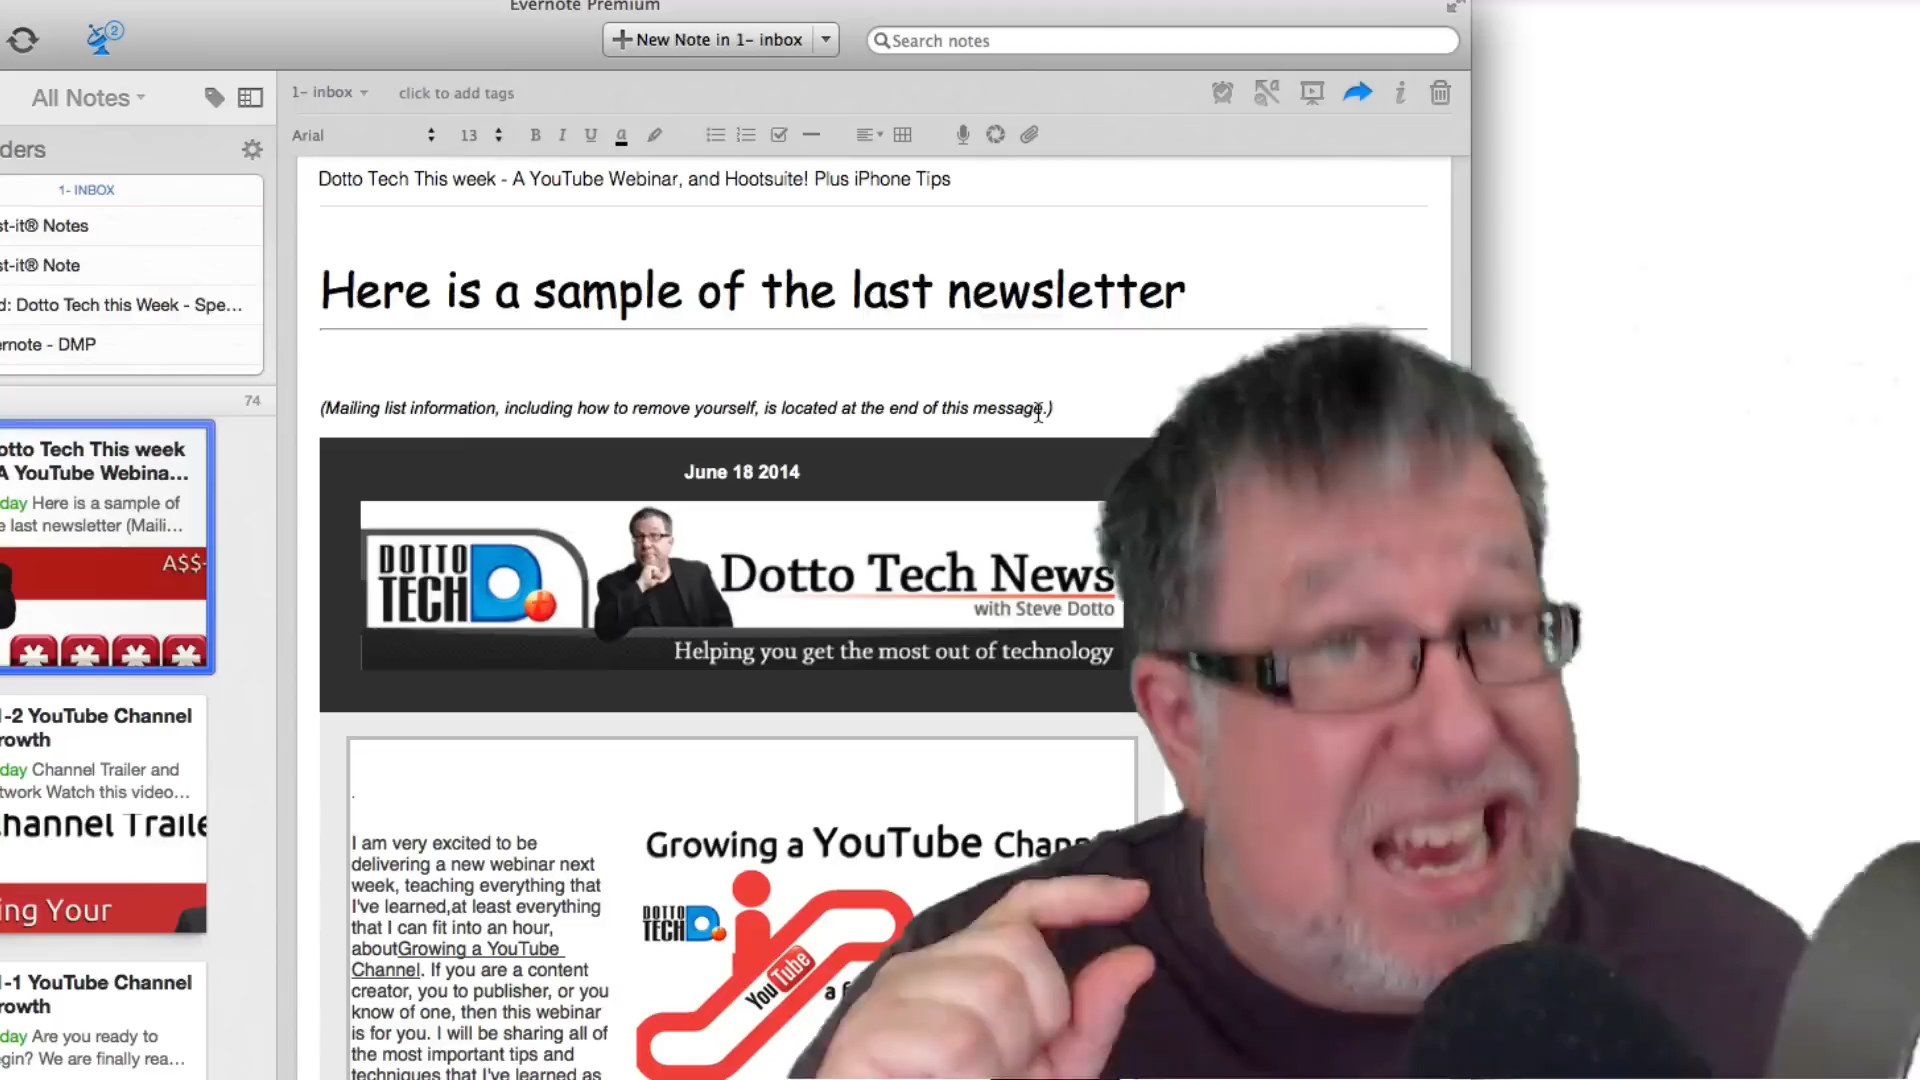 Evernote Premium
2
New Note in 1- inbox
Search notes
All Notes
1- inbox
click to add tags
Arial
13
B I U a
ders
1- INBOX
st-it® Notes
st-it® Note
d: Dotto Tech this Week - Spe...
ernote - DMP
74
otto Tech This week
A YouTube Webina...
day Here is a sample of
e last newsletter (Maili...
A$$-
-2 YouTube Channel
rowth
day Channel Trailer and
twork Watch this video...
hannel Traile
ing Your
-1 YouTube Channel
rowth
day Are you ready to
egin? We are finally rea...
Dotto Tech This week - A YouTube Webinar, and Hootsuite! Plus iPhone Tips
Here is a sample of the last newsletter
(Mailing list information, including how to remove yourself, is located at the end of this message.)
June 18 2014
DOTTO
TECH
Dotto Tech News
with Steve Dotto
Helping you get the most out of technology
.
I am very excited to be
delivering a new webinar next
week, teaching everything that
I've learned,at least everything
that I can fit into an hour,
aboutGrowing a YouTube
Channel. If you are a content
creator, you to publisher, or you
know of one, then this webinar
is for you. I will be sharing all of
the most important tips and
techniques that I've learned as
Growing a YouTube Chann
DOTTO
TECH
YouTube
a f